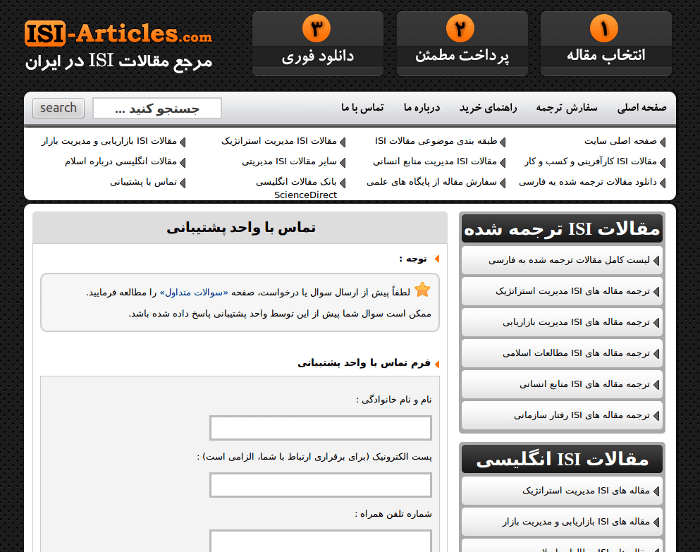 ISI-Articles.com
مرجع مقالات ISI در ایران
۱
انتخاب مقاله
۲
پرداخت مطمئن
۳
دانلود فوری
صفحه اصلی
سفارش ترجمه
راهنمای خرید
درباره ما
تماس با ما
جستجو کنید ...
search
صفحه اصلی سایت
طبقه بندی موضوعی مقالات ISI
مقالات ISI مدیریت استراتژیک
مقالات ISI بازاریابی و مدیریت بازار
مقالات ISI کارآفرینی و کسب و کار
مقالات ISI مدیریت منابع انسانی
سایر مقالات ISI مدیریتی
مقالات انگلیسی درباره اسلام
دانلود مقالات ترجمه شده به فارسی
سفارش مقاله از پایگاه های علمی
بانک مقالات انگلیسی
ScienceDirect
تماس با پشتیبانی
مقالات ISI ترجمه شده
لیست کامل مقالات ترجمه شده به فارسی
ترجمه مقاله های ISI مدیریت استراتژیک
ترجمه مقاله های ISI مدیریت بازاریابی
ترجمه مقاله های ISI مطالعات اسلامی
ترجمه مقاله های ISI منابع انسانی
ترجمه مقاله های ISI رفتار سازمانی
مقالات ISI انگلیسی
مقاله های ISI مدیریت استراتژیک
مقاله های ISI بازاریابی و مدیریت بازار
تماس با واحد پشتیبانی
توجه :
لطفاً پیش از ارسال سوال یا درخواست، صفحه «سوالات متداول» را مطالعه فرمایید.
ممکن است سوال شما پیش از این توسط واحد پشتیبانی پاسخ داده شده باشد.
فرم تماس با واحد پشتیبانی
نام و نام خانوادگی :
پست الکترونیک (برای برقراری ارتباط با شما، الزامی است) :
شماره تلفن همراه :